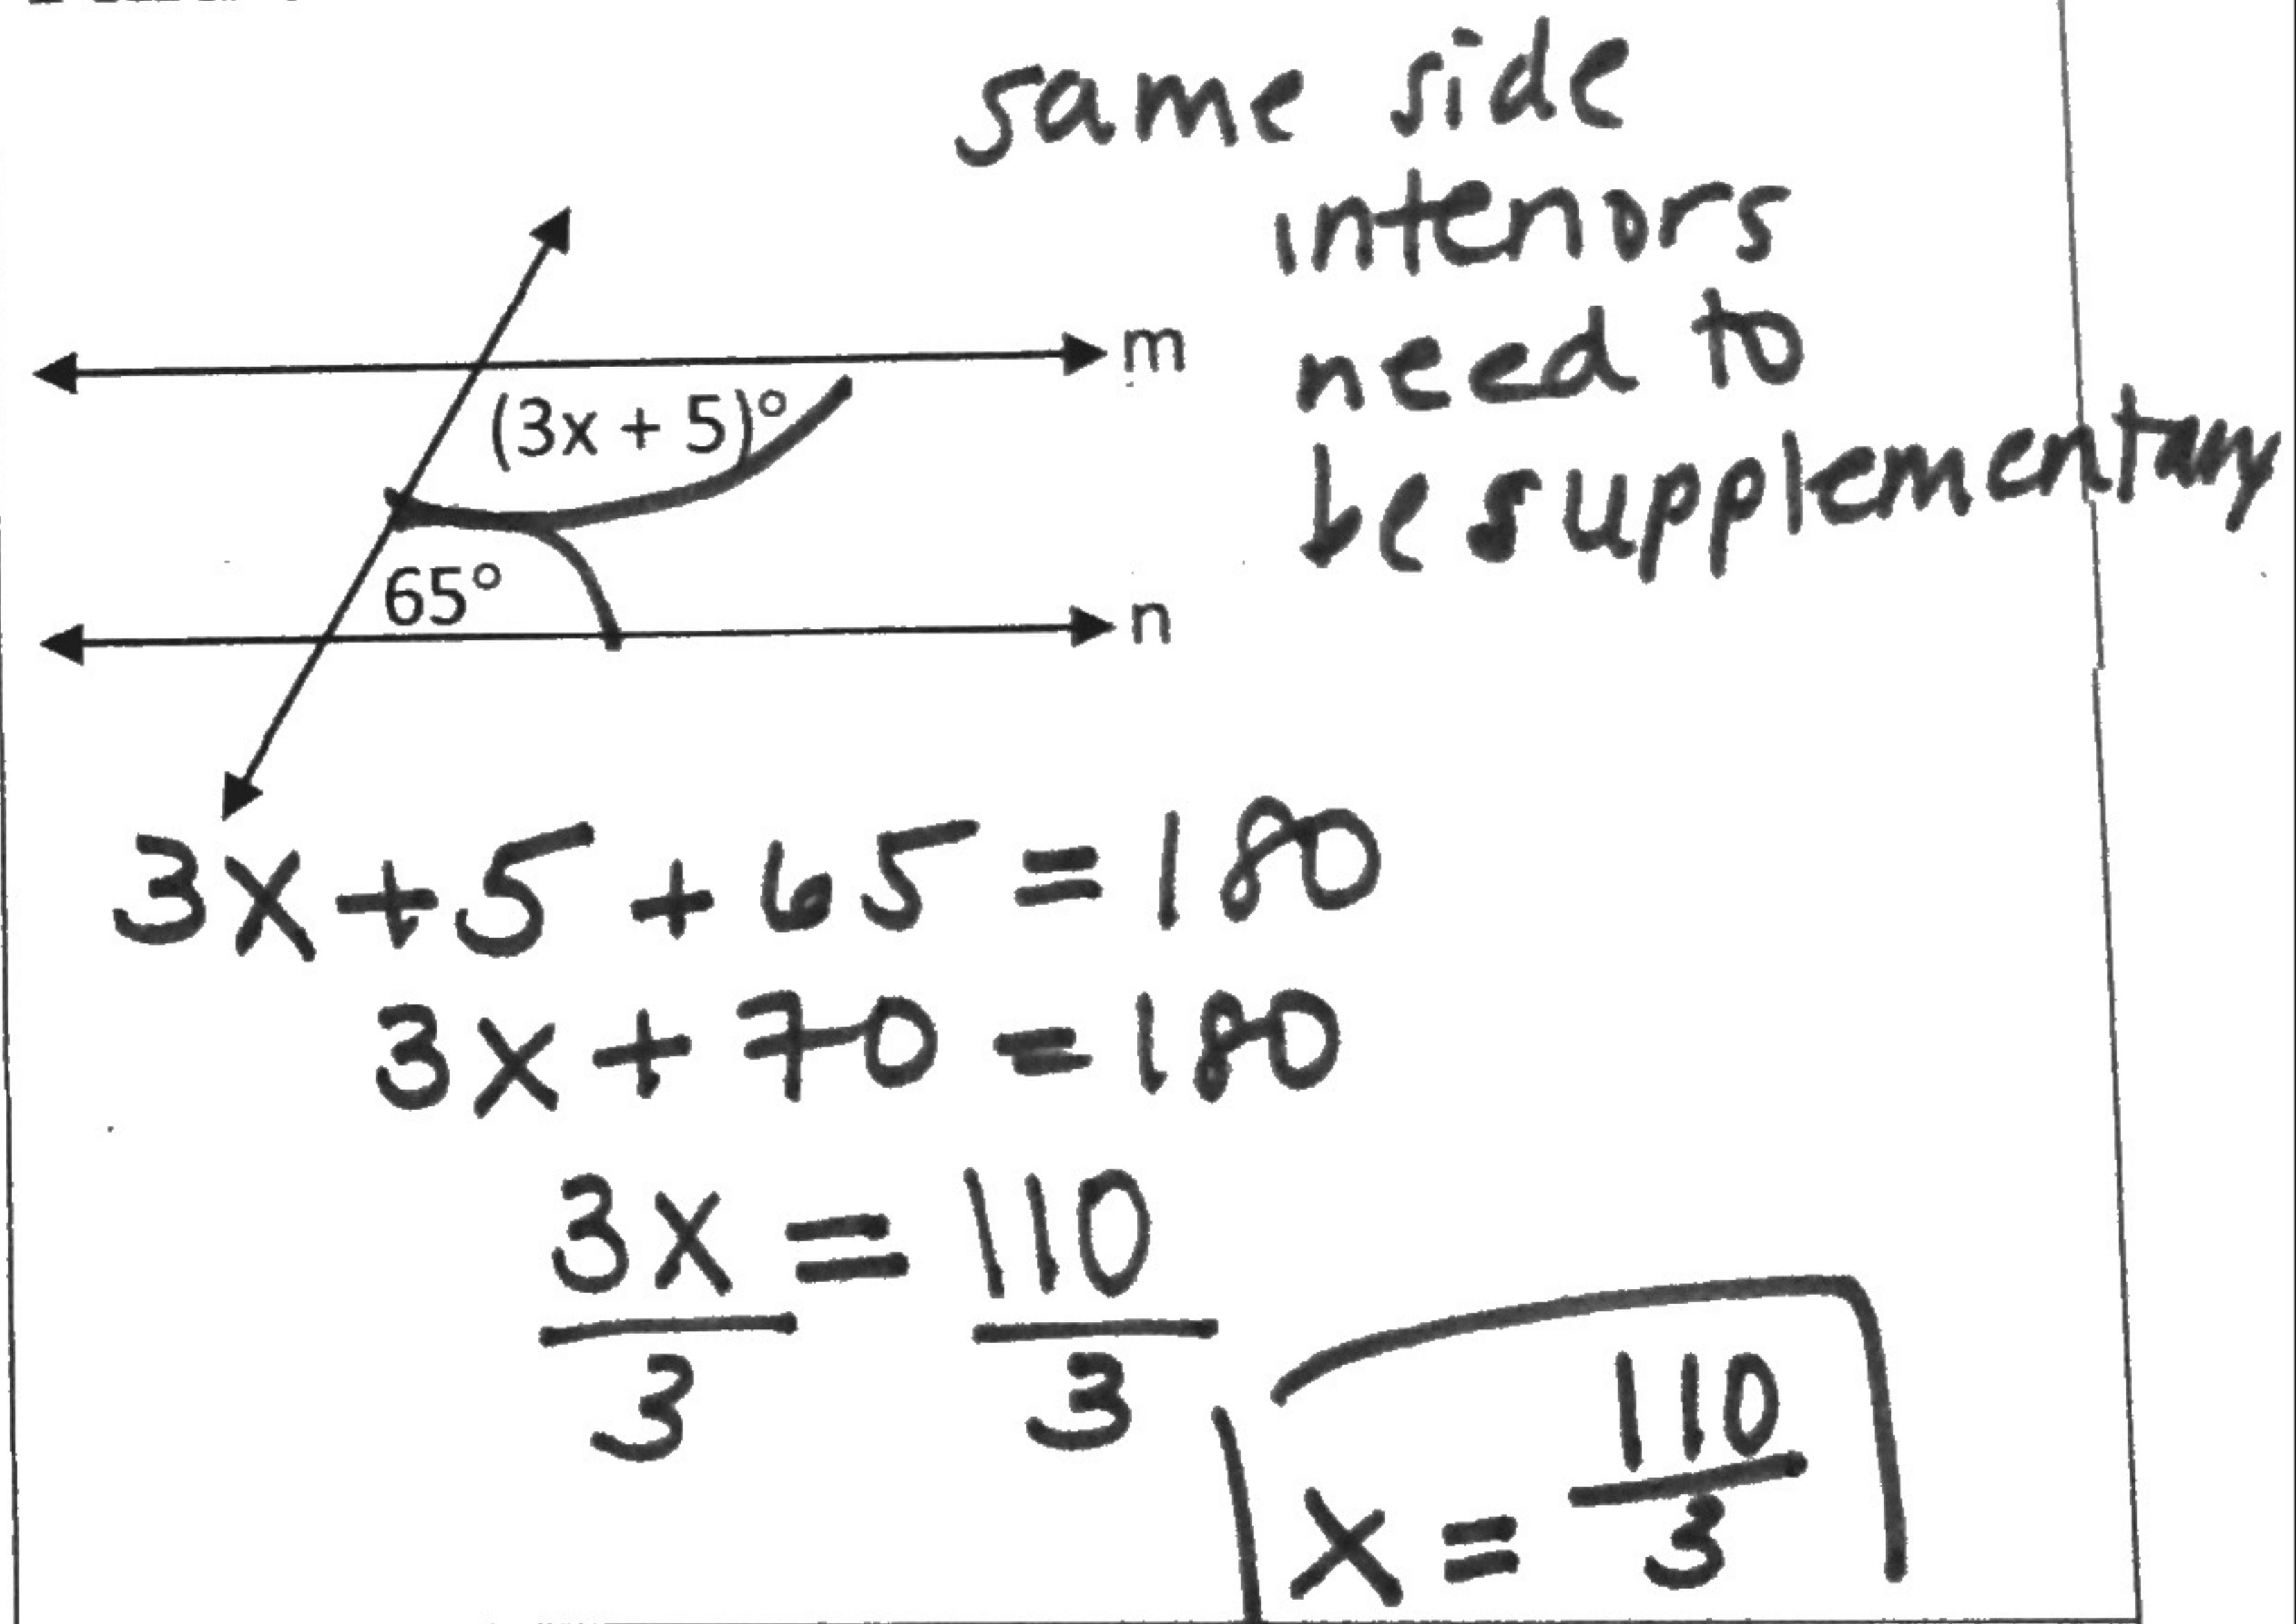 same side
interiors
need to
be supplementary
m
(3x + 5)°
65°
n
3x + 5 + 65 = 180
3x + 70 = 180
3x = 110
3 3
x = 110
3